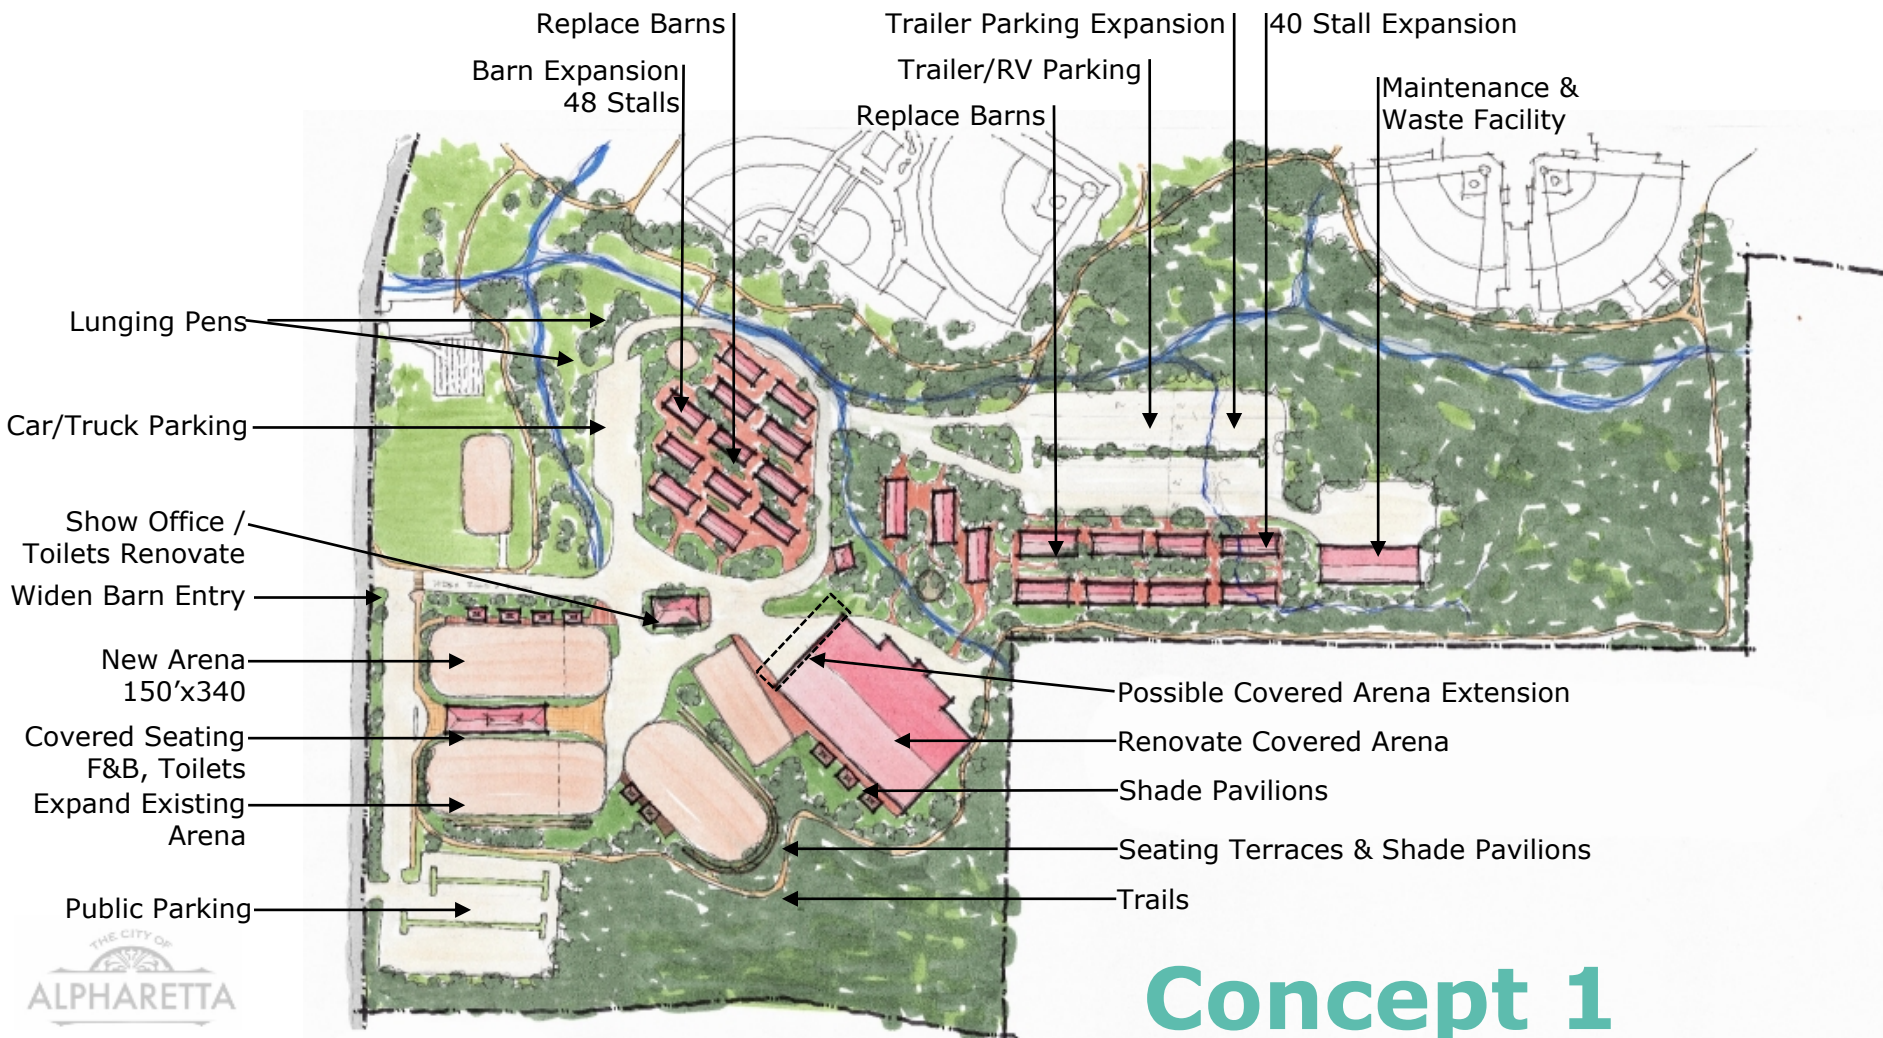 Replace Barns
Trailer Parking Expansion
40 Stall Expansion
Barn Expansion
48 Stalls
Trailer/RV Parking
Maintenance &
Waste Facility
Replace Barns
Lunging Pens
Car/Truck Parking
Show Office /
Toilets Renovate
Widen Barn Entry
New Arena
150’x340
Covered Seating
F&B, Toilets
Expand Existing
Arena
Public Parking
Possible Covered Arena Extension
Renovate Covered Arena
Shade Pavilions
Seating Terraces & Shade Pavilions
Trails
THE CITY OF
ALPHARETTA
Concept 1